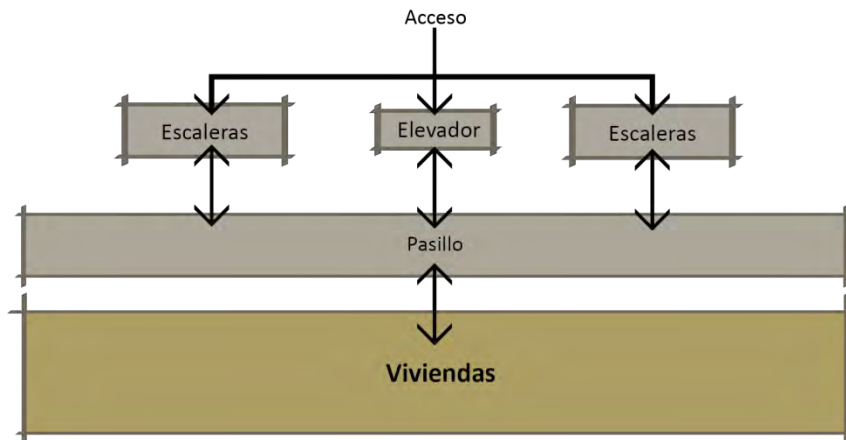 Acceso
Escaleras
Elevador
Escaleras
Pasillo
Viviendas